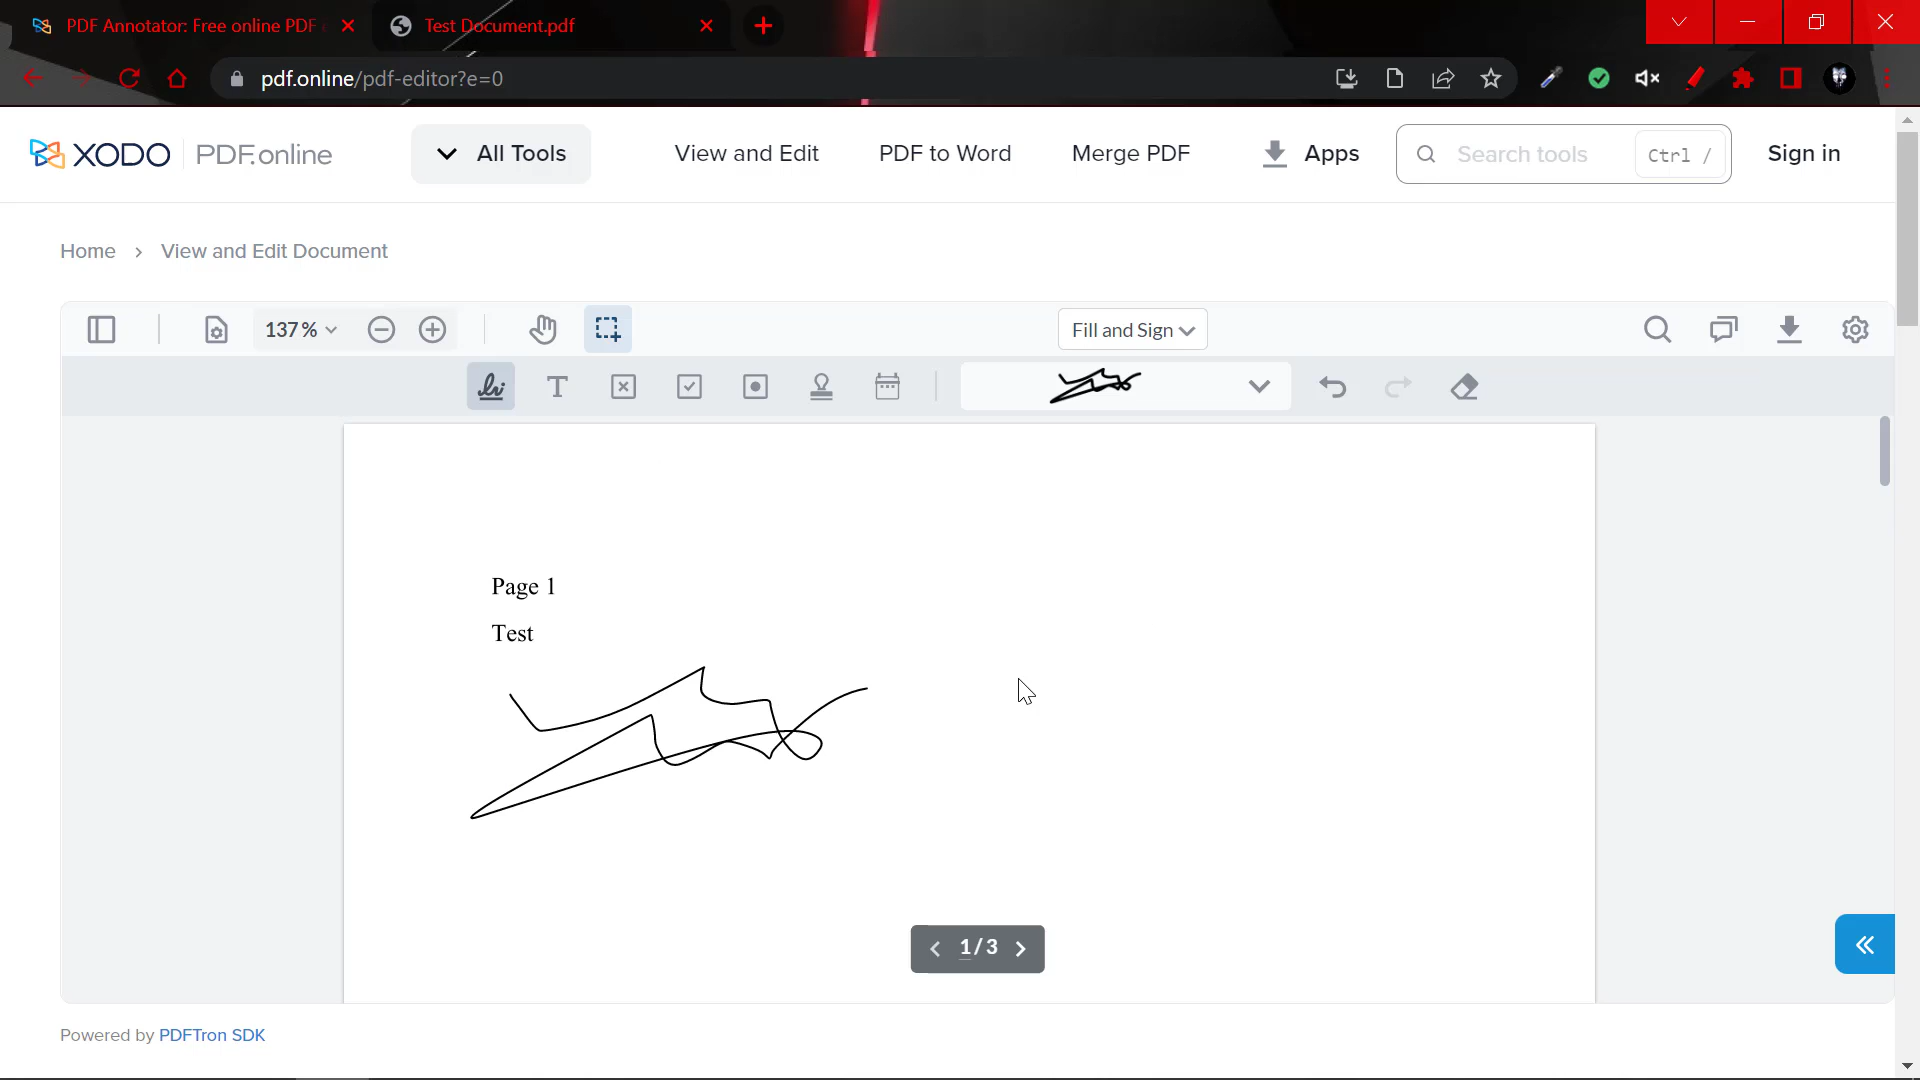 PDF Annotator: Free online PDF
Test Document.pdf
pdf.online/pdf-editor?e=0
XODO PDF.online
All Tools
View and Edit
PDF to Word
Merge PDF
Apps
Search tools
Ctrl /
Sign in
Home > View and Edit Document
137%
Fill and Sign
T
Page 1
Test
1/3
Powered by PDFTron SDK